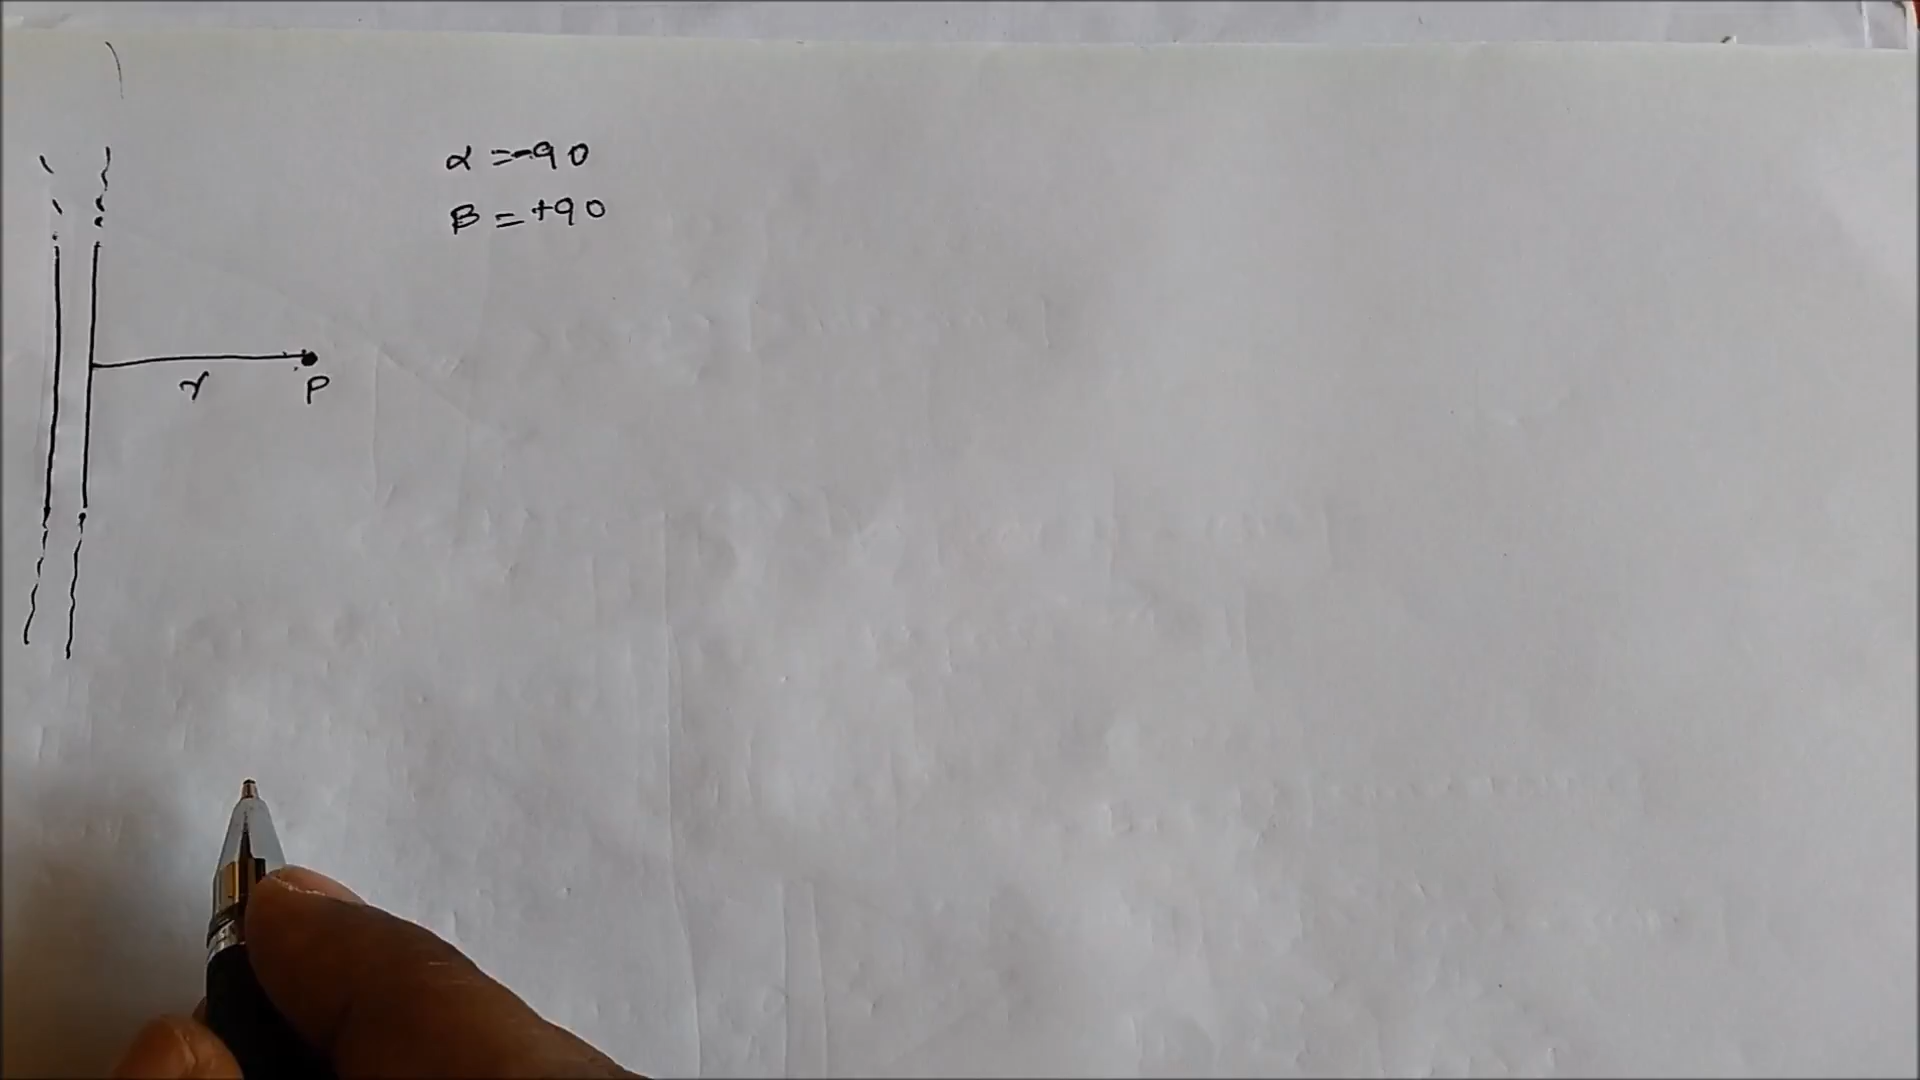 α = -90
β = +90
r
P